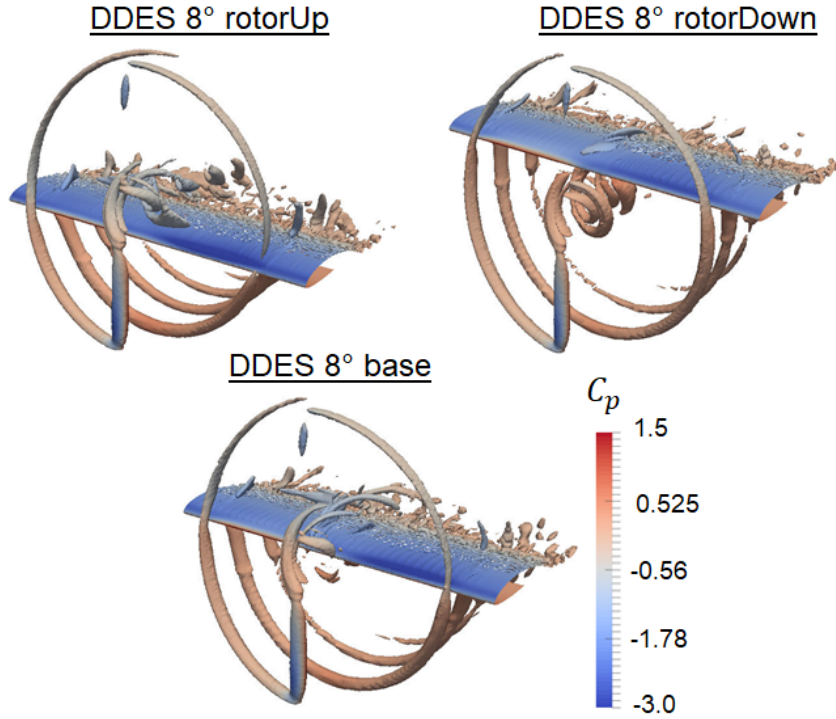 DDES 8° rotorUp
DDES 8° rotorDown
DDES 8° base
C_p
1.5
0.525
-0.56
-1.78
-3.0